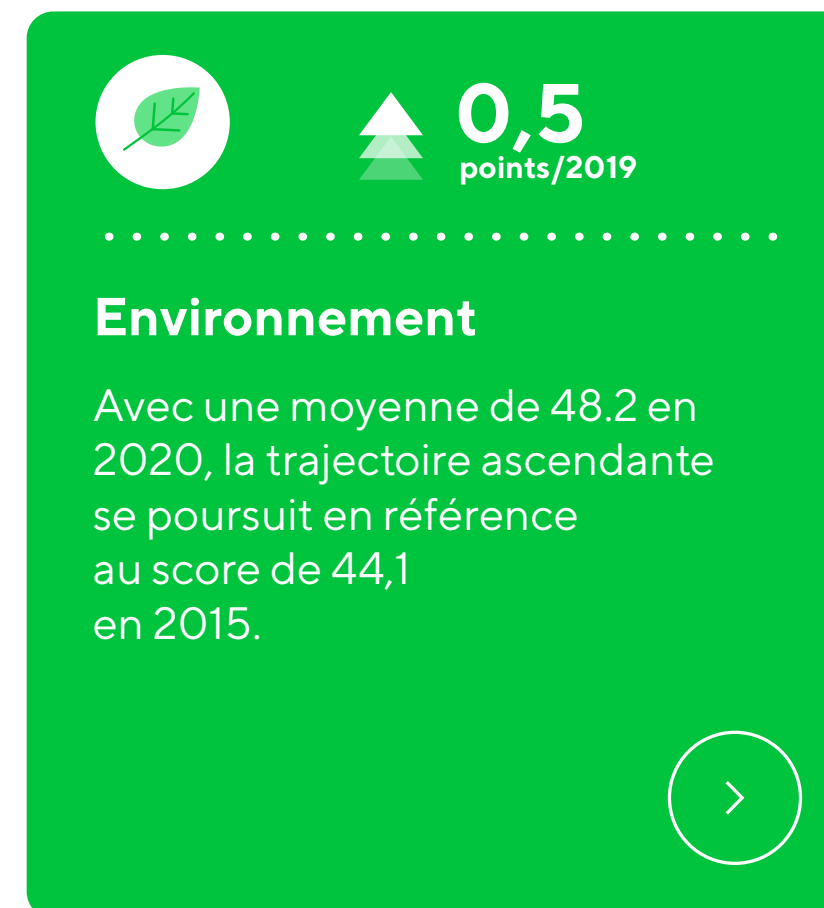 0,5
points/2019
Environnement
Avec une moyenne de 48.2 en
2020, la trajectoire ascendante
se poursuit en référence
au score de 44,1
en 2015.